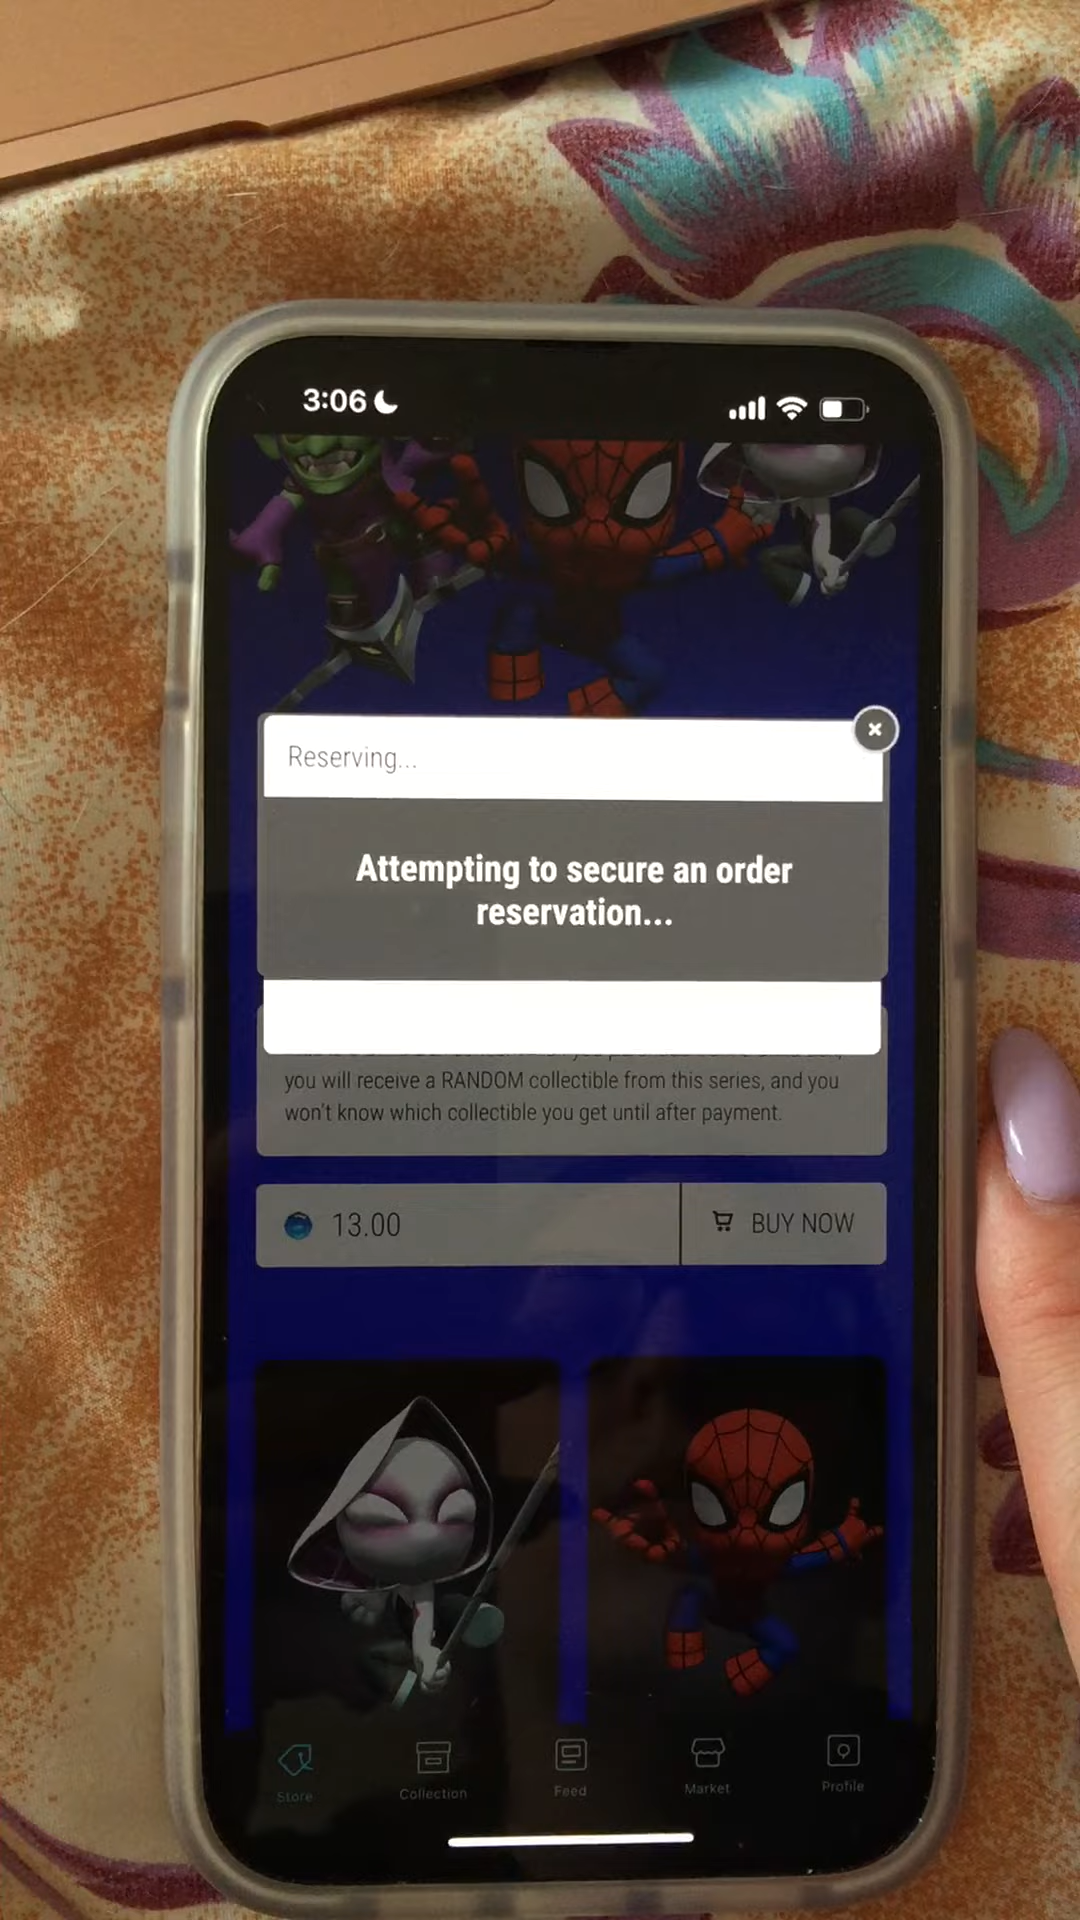 3:06
Reserving...
Attempting to secure an order
reservation...
you will receive a RANDOM collectible from this series, and you
won't know which collectible you get until after payment.
13.00
BUY NOW
Store
Collection
Feed
Market
Profile